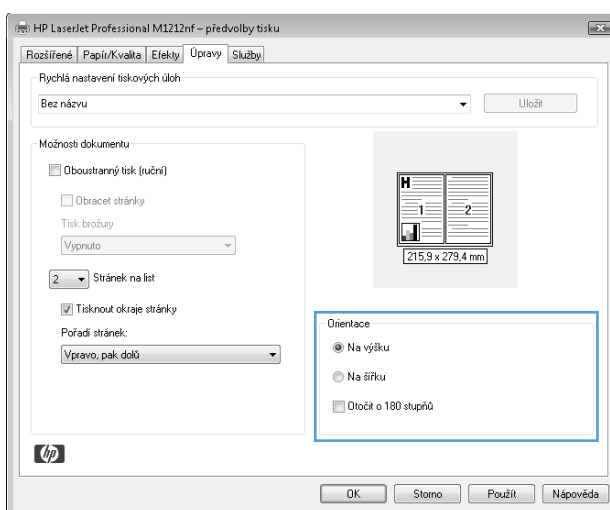 HP LaserJet Professional M1212nf – předvolby tisku
Rozšířené Papír/Kvalita Efekty Úpravy Služby
Rychlá nastavení tiskových úloh
Bez názvu Uložit
Možnosti dokumentu
Oboustranný tisk (ruční)
Obracet stránky
Tisk brožury
Vypnuto
2 Stránek na list
Tisknout okraje stránky
Pořadí stránek:
Vpravo, pak dolů
H
1 2
215,9 x 279,4 mm
Orientace
Na výšku
Na šířku
Otočit o 180 stupňů
hp
OK Storno Použít Nápověda